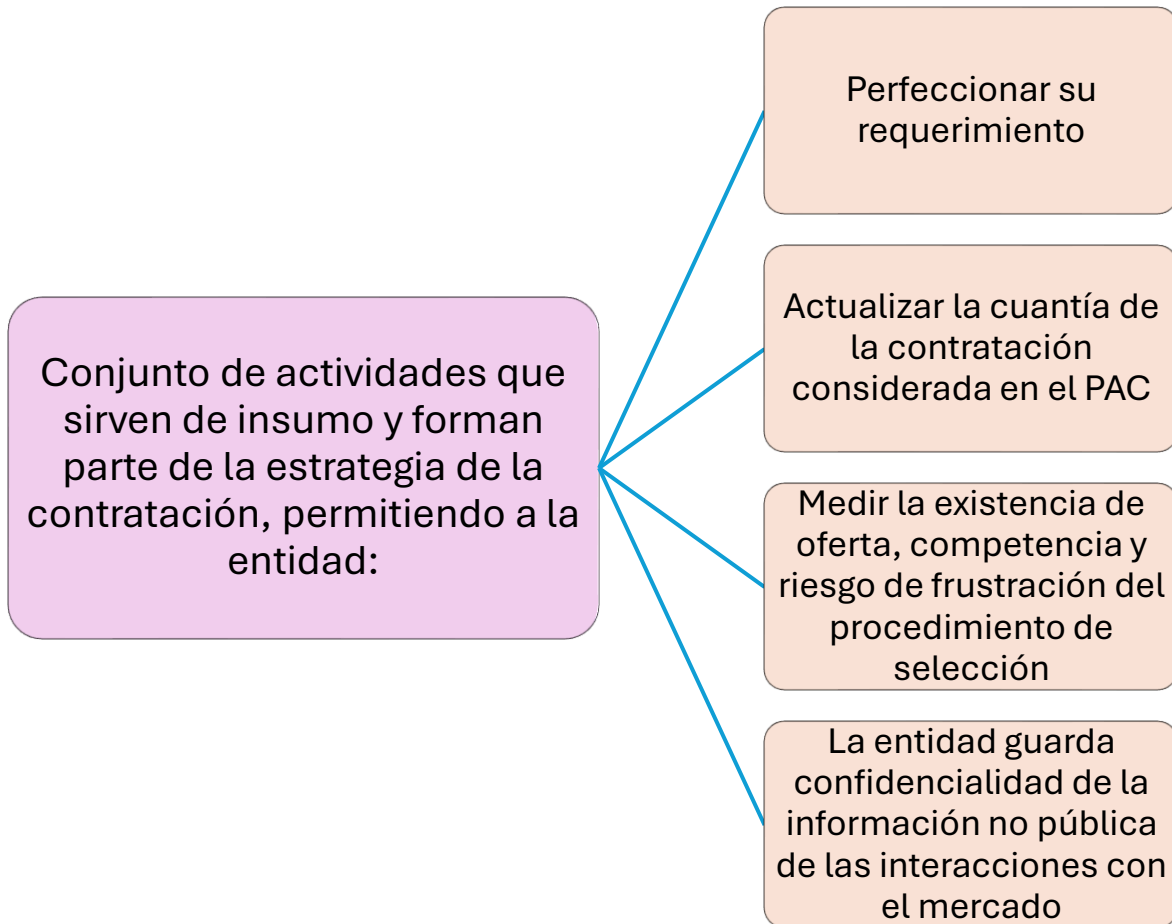 Conjunto de actividades que
sirven de insumo y forman
parte de la estrategia de la
contratación, permitiendo a la
entidad:
Perfeccionar su
requerimiento
Actualizar la cuantía de
la contratación
considerada en el PAC
Medir la existencia de
oferta, competencia y
riesgo de frustración del
procedimiento de
selección
La entidad guarda
confidencialidad de la
información no pública
de las interacciones con
el mercado